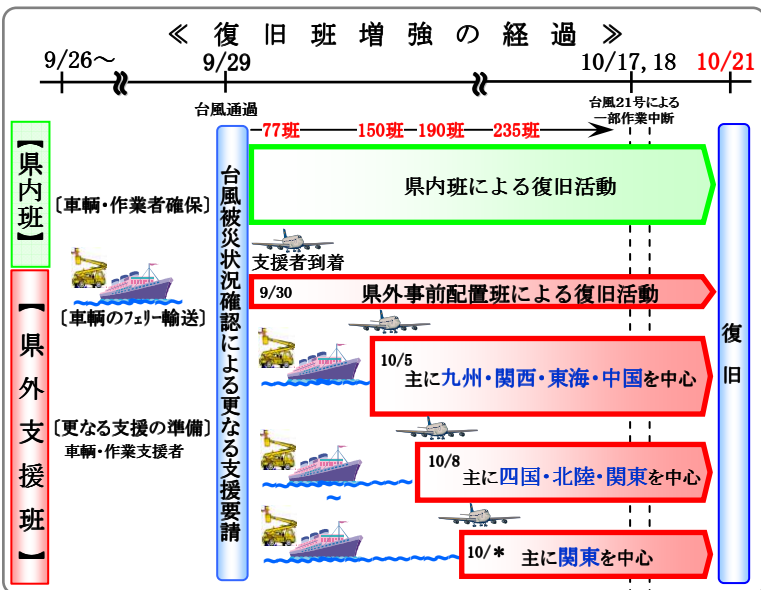 ≪ 復旧班増強の経過 ≫
9/26～
9/29
10/17, 18
10/21
台風通過
台風21号による
一部作業中断
77班
150班
190班
235班
【県内班】
〔車輌・作業者確保〕
県内班による復旧活動
支援者到着
台風被災状況確認による更なる支援要請
9/30
県外事前配置班による復旧活動
〔車輌のフェリー輸送〕
【県外支援班】
10/5
主に九州・関西・東海・中国を中心
〔更なる支援の準備〕
車輌・作業支援者
10/8
主に四国・北陸・関東を中心
10/*
主に関東を中心
復旧